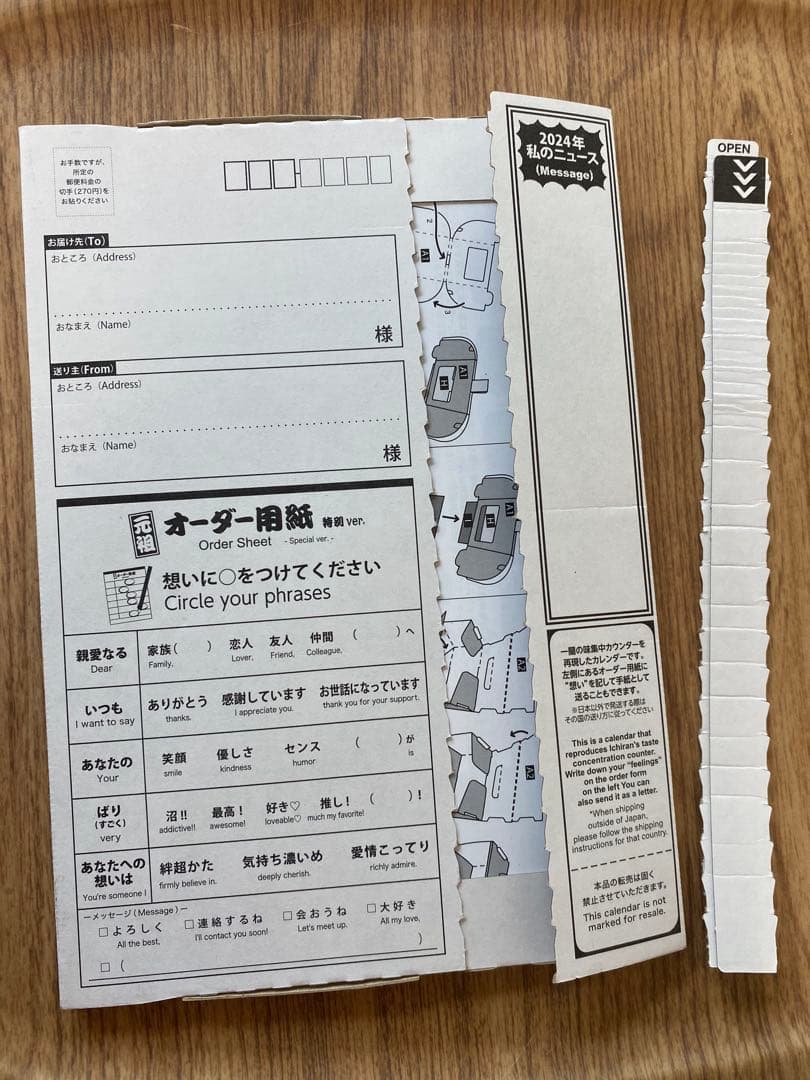 お手数ですが、
所定の
郵便料金の
切手(270円)を
お貼りください
お届け先(To)
おところ (Address)
おなまえ (Name)
様
送り主(From)
おところ (Address)
おなまえ (Name)
様
元祖 オーダー用紙 特別 ver.
Order Sheet - Special ver. -
想いに○をつけてください
Circle your phrases
親愛なる 家族( ) 恋人 友人 仲間 ( )へ
Dear Family, Lover, Friend, Colleague,
いつも ありがとう 感謝しています お世話になっています
I want to say thanks. I appreciate you. thank you for your support.
あなたの 笑顔 優しさ センス ( )が
Your smile kindness humor is
ばり 沼!! 最高! 好き♡ 推し! ( )!
(すごく)
very addictive!! awesome! loveable♡ much my favorite!
あなたへの
想いは 絆超かた 気持ち濃いめ 愛情こってり
You're someone I firmly believe in. deeply cherish. richly admire.
ーメッセージ(Message)ー
□よろしく □連絡するね □会おうね □大好き
All the best, I'll contact you soon! Let's meet up. All my love,
□ ( )
2
A1
3
A1
H
A1
H
A2
A2
2024年
私のニュース
(Message)
一蘭の味集中カウンターを
再現したカレンダーです。
左側にあるオーダー用紙に
"想い"を記して手紙として
送ることもできます。
※日本以外で発送する際は
その国の送り方に従ってください
This is a calendar that
reproduces Ichiran's taste
concentration counter.
Write down your "feelings"
on the order form
on the left You can
also send it as a letter.
*When shipping
outside of Japan,
please follow the shipping
instructions for that country.
本品の転売は固く
禁止させていただきます。
This calendar is not
marked for resale.
OPEN